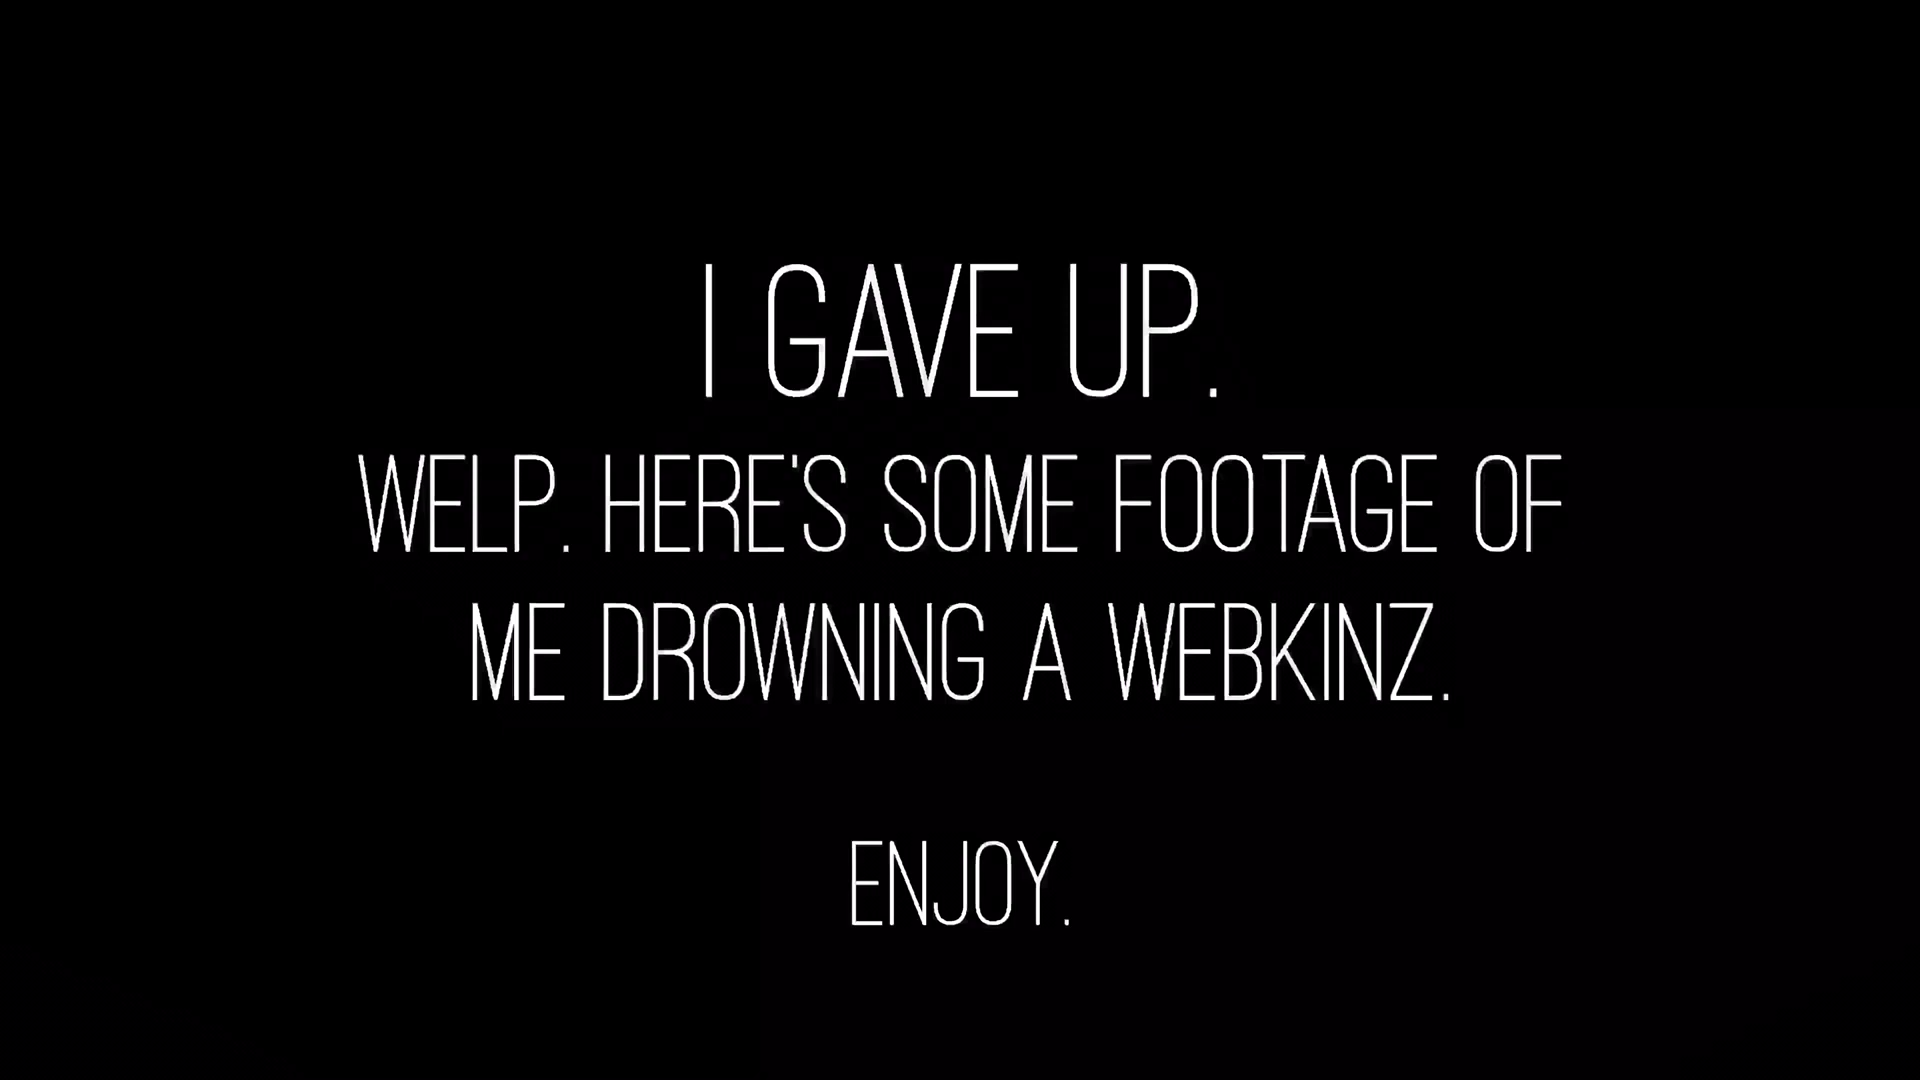 I GAVE UP.
WELP. HERE'S SOME FOOTAGE OF
ME DROWNING A WEBKINZ.
ENJOY.